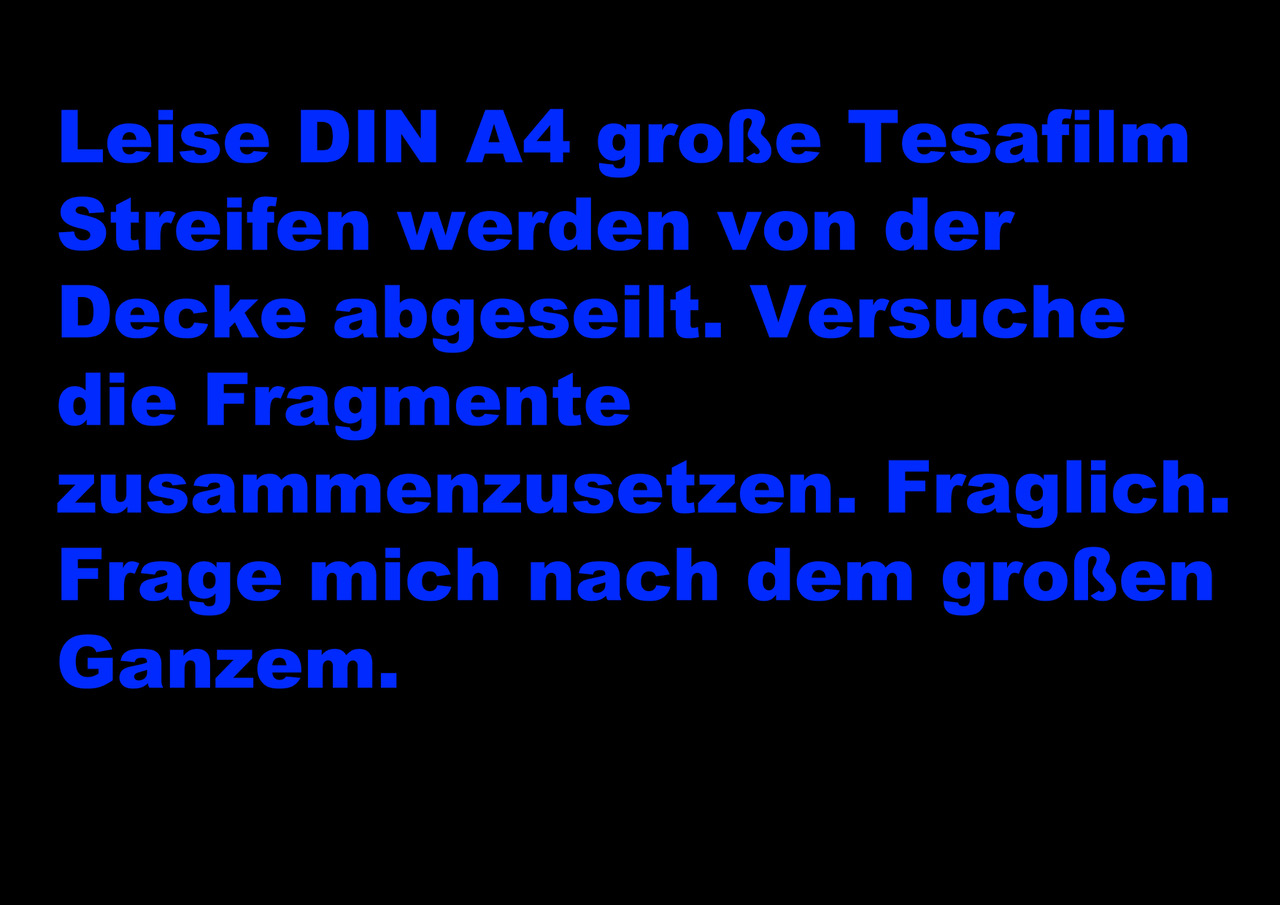 Leise DIN A4 große Tesafilm
Streifen werden von der
Decke abgeseilt. Versuche
die Fragmente
zusammenzusetzen. Fraglich.
Frage mich nach dem großen
Ganzem.